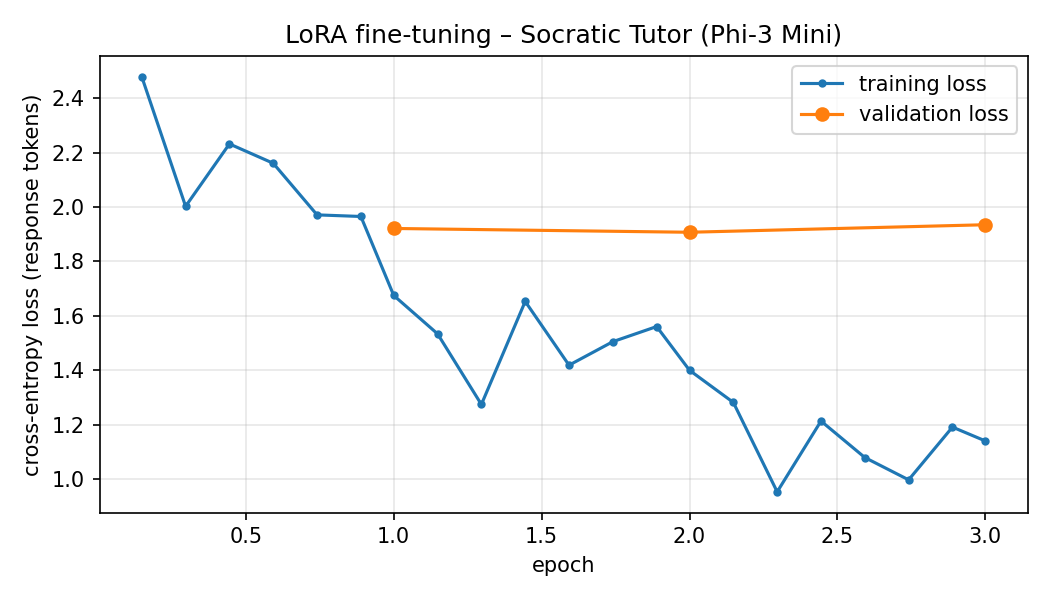 LoRA fine-tuning – Socratic Tutor (Phi-3 Mini)
training loss
validation loss
cross-entropy loss (response tokens)
2.4
2.2
2.0
1.8
1.6
1.4
1.2
1.0
0.5
1.0
1.5
2.0
2.5
3.0
epoch